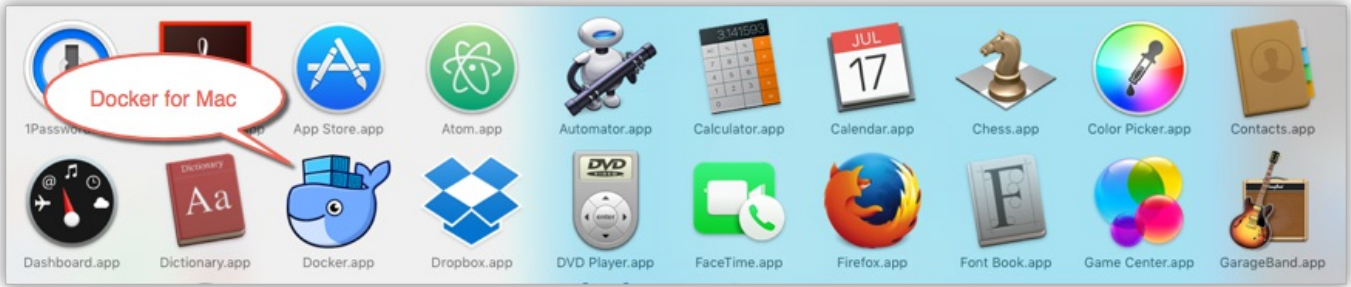 3.141593
JUL
17
Docker for Mac
1Passwor
App Store.app
Atom.app
Automator.app
Calculator.app
Calendar.app
Chess.app
Color Picker.app
Contacts.app
Dictionary
Aa
DVD
VIDEO
enter
F
Dashboard.app
Dictionary.app
Docker.app
Dropbox.app
DVD Player.app
FaceTime.app
Firefox.app
Font Book.app
Game Center.app
GarageBand.app